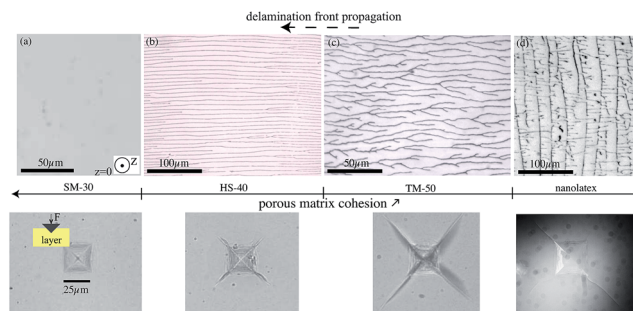 delamination front propagation
(a)
(b)
(c)
(d)
50µm
z=0
z
100µm
50µm
100µm
SM-30
HS-40
TM-50
nanolatex
porous matrix cohesion ↗
F
layer
25µm